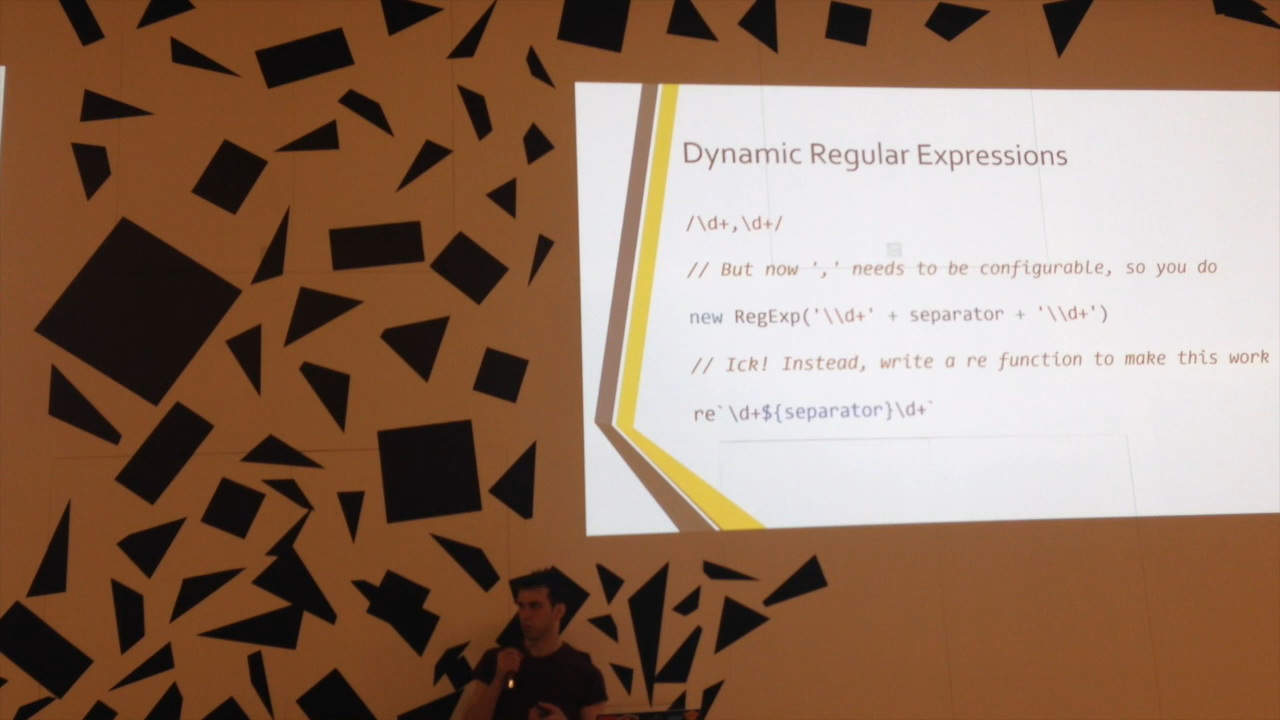 Dynamic Regular Expressions
/\d+,\d+/
// But now ',' needs to be configurable, so you do
new RegExp('\\d+' + separator + '\\d+')
// Ick! Instead, write a re function to make this work
re`\d+${separator}\d+`